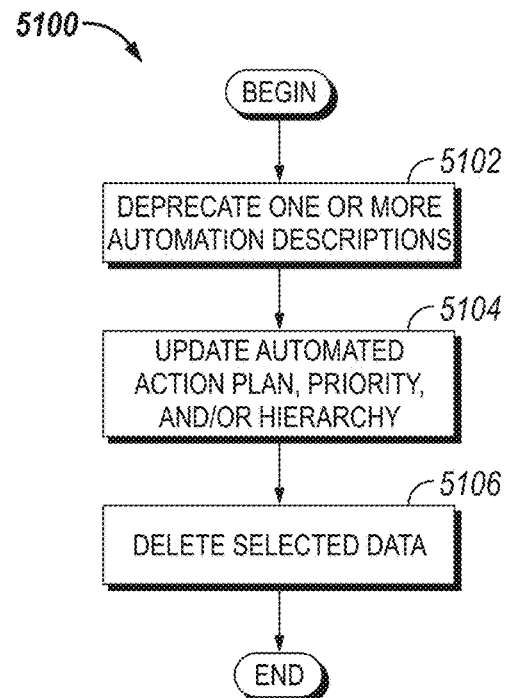 5100
BEGIN
5102
DEPRECATE ONE OR MORE
AUTOMATION DESCRIPTIONS
5104
UPDATE AUTOMATED
ACTION PLAN, PRIORITY,
AND/OR HIERARCHY
5106
DELETE SELECTED DATA
END